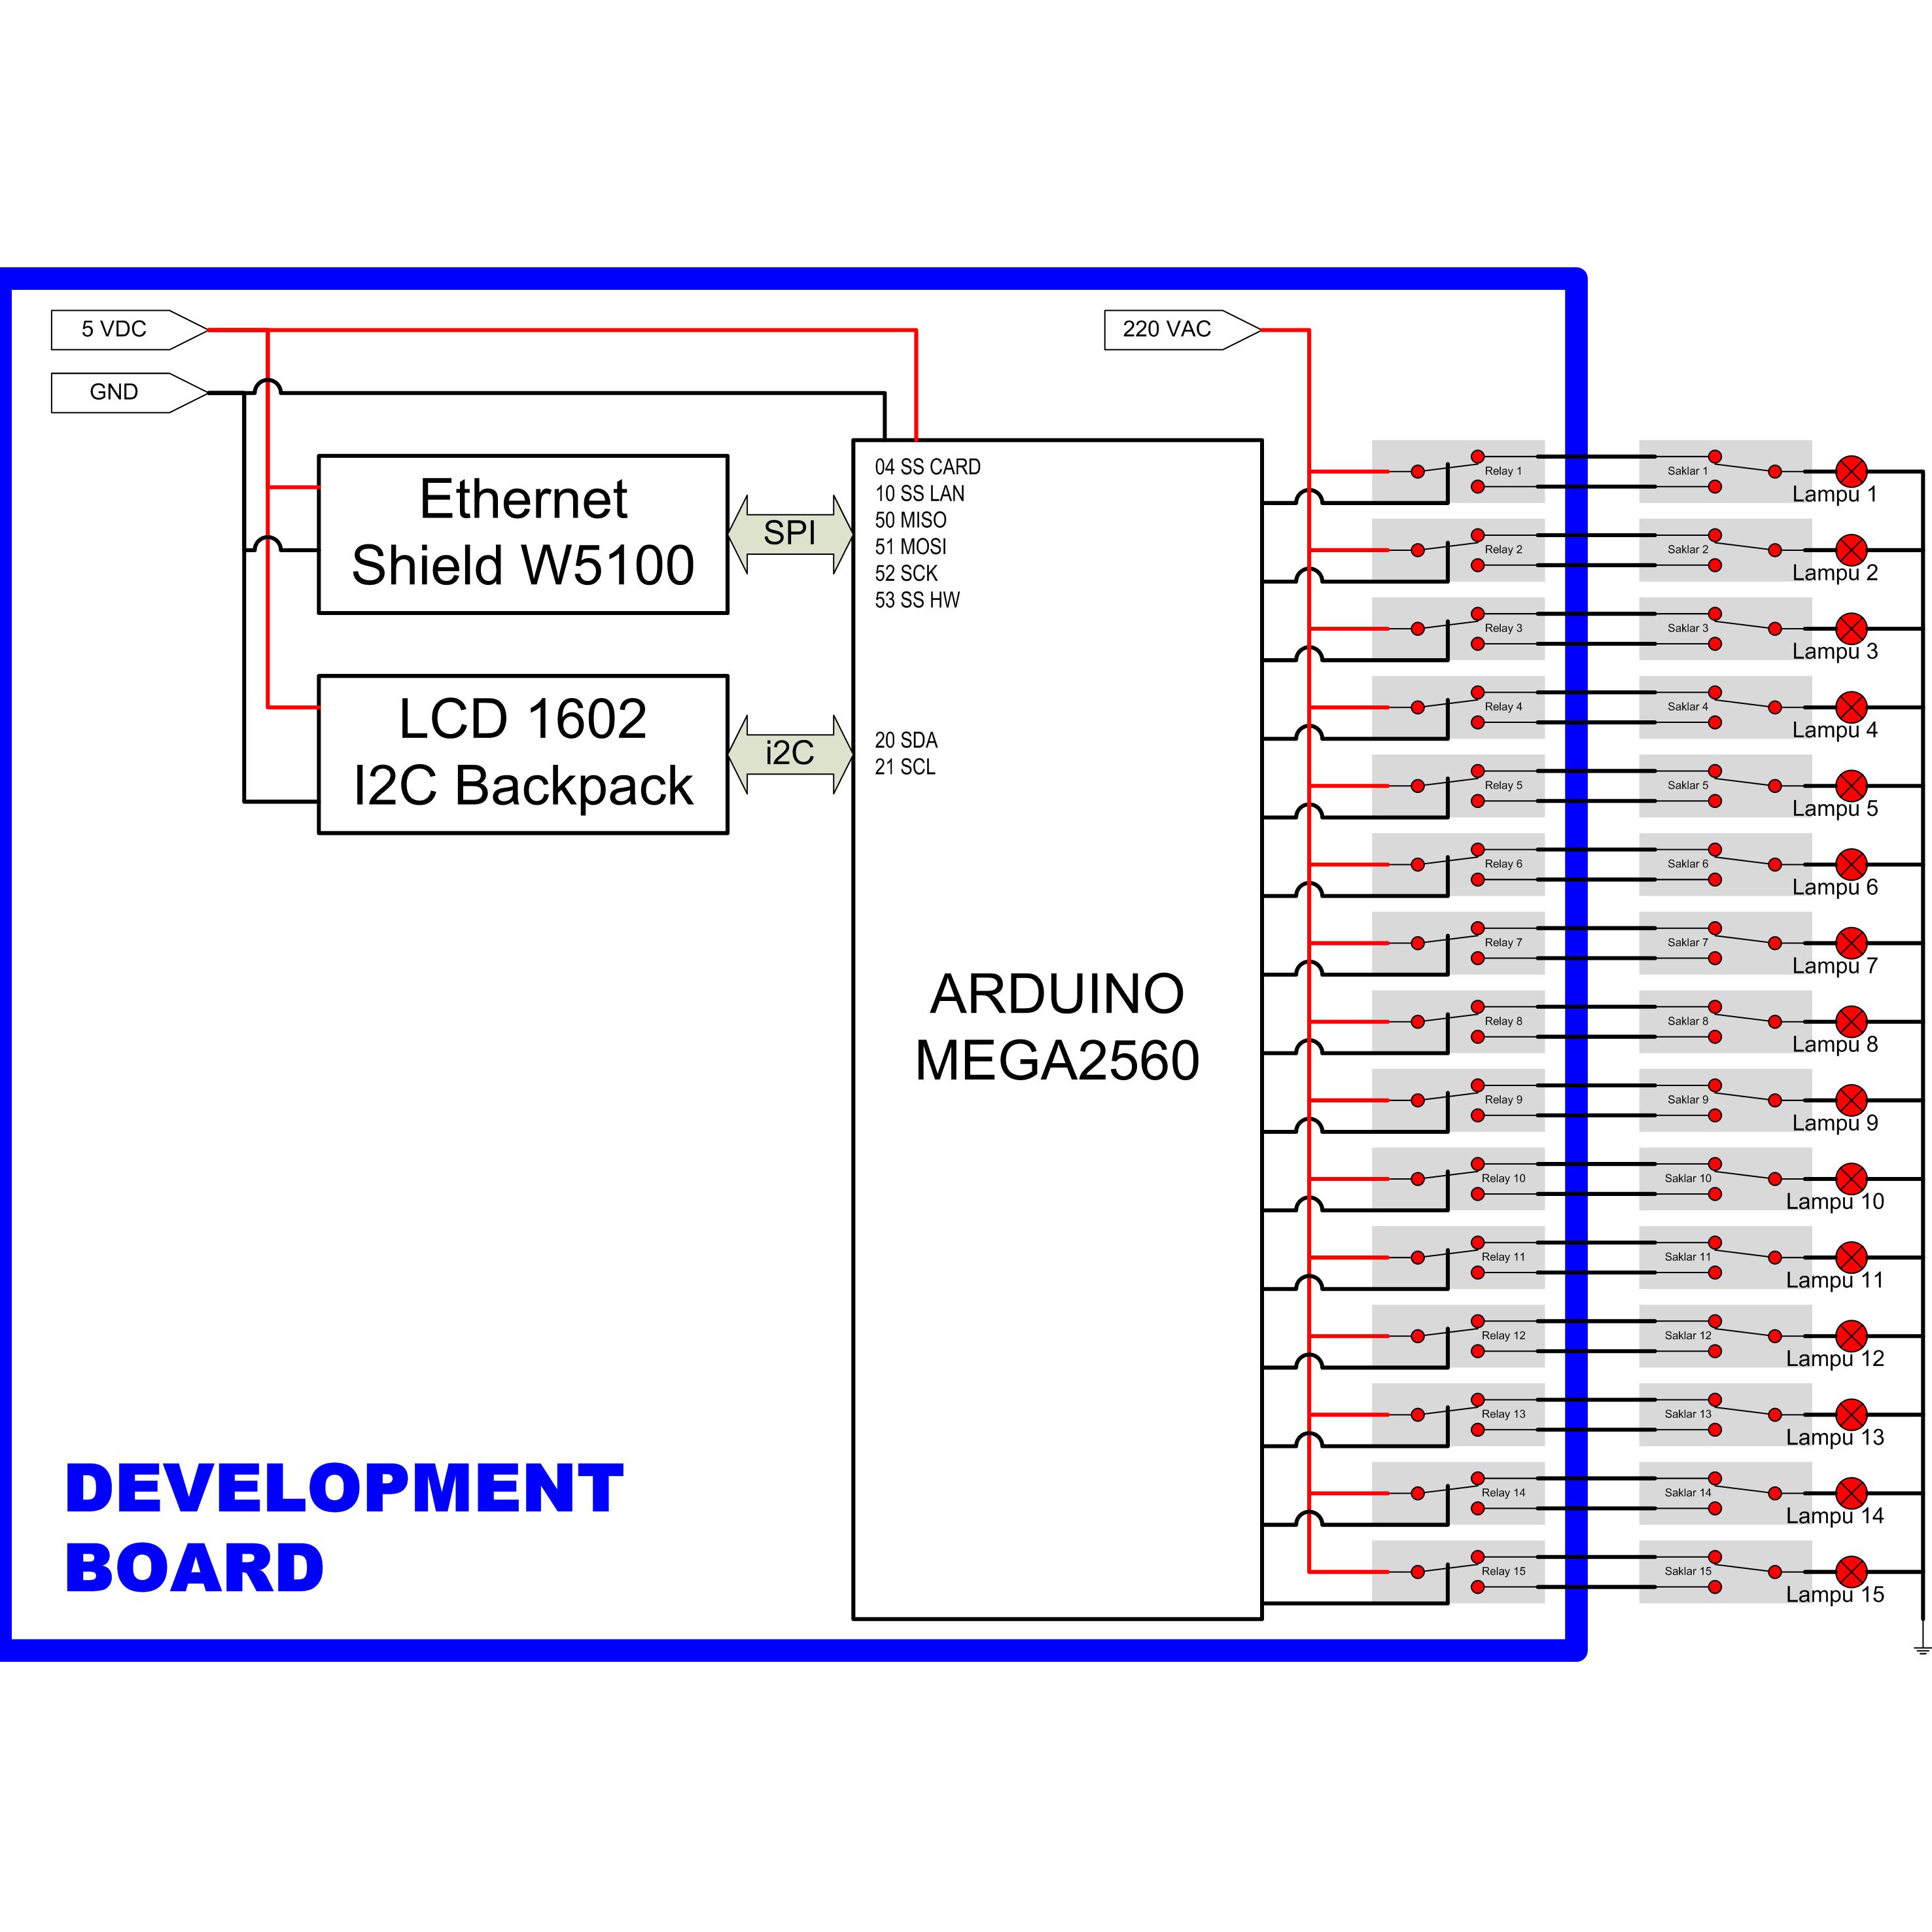 5 VDC
GND
220 VAC
Ethernet
Shield W5100
SPI
LCD 1602
I2C Backpack
i2C
04 SS CARD
10 SS LAN
50 MISO
51 MOSI
52 SCK
53 SS HW
20 SDA
21 SCL
ARDUINO
MEGA2560
Relay 1
Saklar 1
Lampu 1
Relay 2
Saklar 2
Lampu 2
Relay 3
Saklar 3
Lampu 3
Relay 4
Saklar 4
Lampu 4
Relay 5
Saklar 5
Lampu 5
Relay 6
Saklar 6
Lampu 6
Relay 7
Saklar 7
Lampu 7
Relay 8
Saklar 8
Lampu 8
Relay 9
Saklar 9
Lampu 9
Relay 10
Saklar 10
Lampu 10
Relay 11
Saklar 11
Lampu 11
Relay 12
Saklar 12
Lampu 12
Relay 13
Saklar 13
Lampu 13
Relay 14
Saklar 14
Lampu 14
Relay 15
Saklar 15
Lampu 15
DEVELOPMENT
BOARD